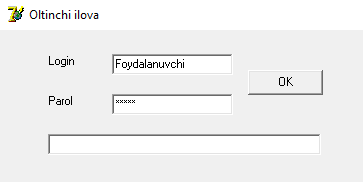 Oltinchi ilova
Login
Foydalanuvchi
OK
Parol
*****